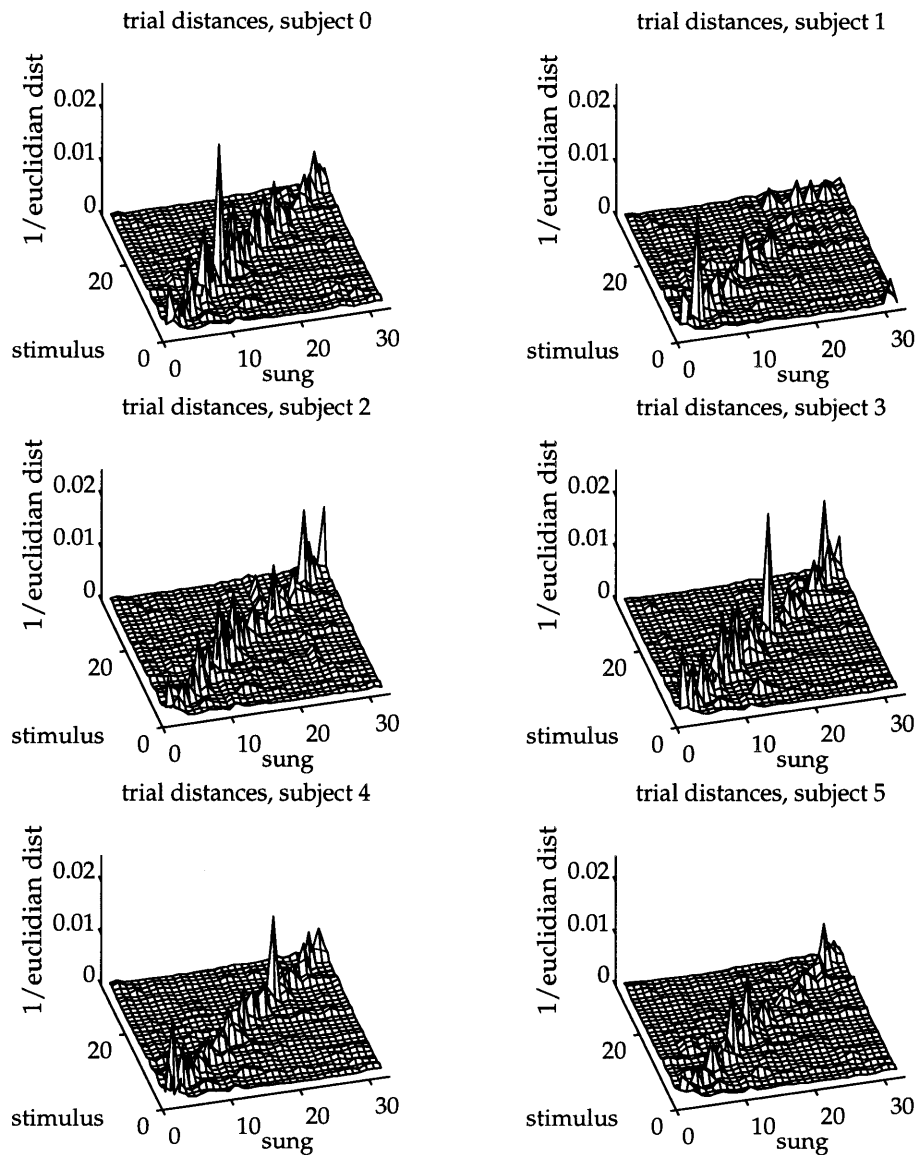 trial distances, subject 0
1/euclidian dist
0.02
0.01
0
20
0
stimulus
0
10
20
30
sung
trial distances, subject 1
1/euclidian dist
0.02
0.01
0
20
0
stimulus
0
10
20
30
sung
trial distances, subject 2
1/euclidian dist
0.02
0.01
0
20
0
stimulus
0
10
20
30
sung
trial distances, subject 3
1/euclidian dist
0.02
0.01
0
20
0
stimulus
0
10
20
30
sung
trial distances, subject 4
1/euclidian dist
0.02
0.01
0
20
0
stimulus
0
10
20
30
sung
trial distances, subject 5
1/euclidian dist
0.02
0.01
0
20
0
stimulus
0
10
20
30
sung